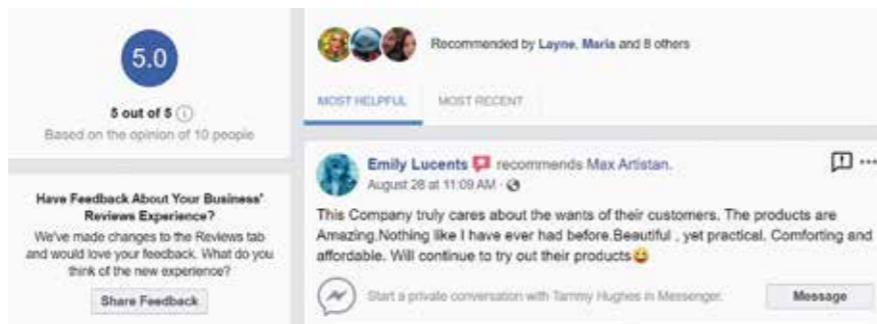 5.0
5 out of 5
Based on the opinion of 10 people
Have Feedback About Your Business'
Reviews Experience?
We've made changes to the Reviews tab
and would love your feedback. What do you
think of the new experience?
Share Feedback
Recommended by Layne, Maria and 8 others
MOST HELPFUL MOST RECENT
Emily Lucents recommends Max Artistan.
August 28 at 11:09 AM ·
This Company truly cares about the wants of their customers. The products are
Amazing.Nothing like I have ever had before.Beautiful , yet practical. Comforting and
affordable. Will continue to try out their products😀
Start a private conversation with Tammy Hughes in Messenger.
Message